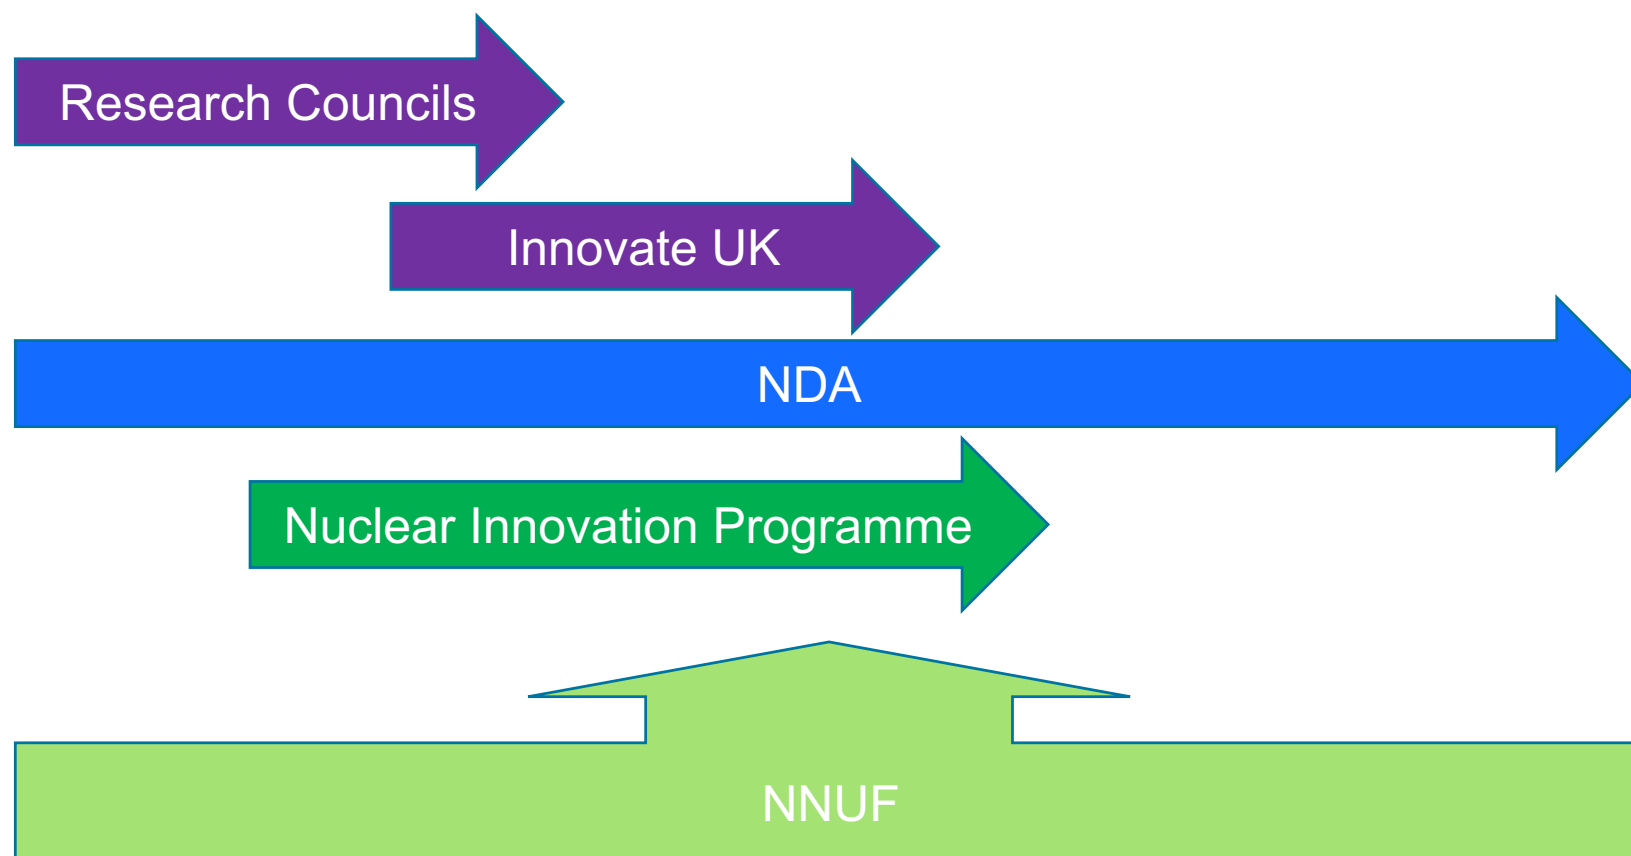 Research Councils
Innovate UK
NDA
Nuclear Innovation Programme
NNUF